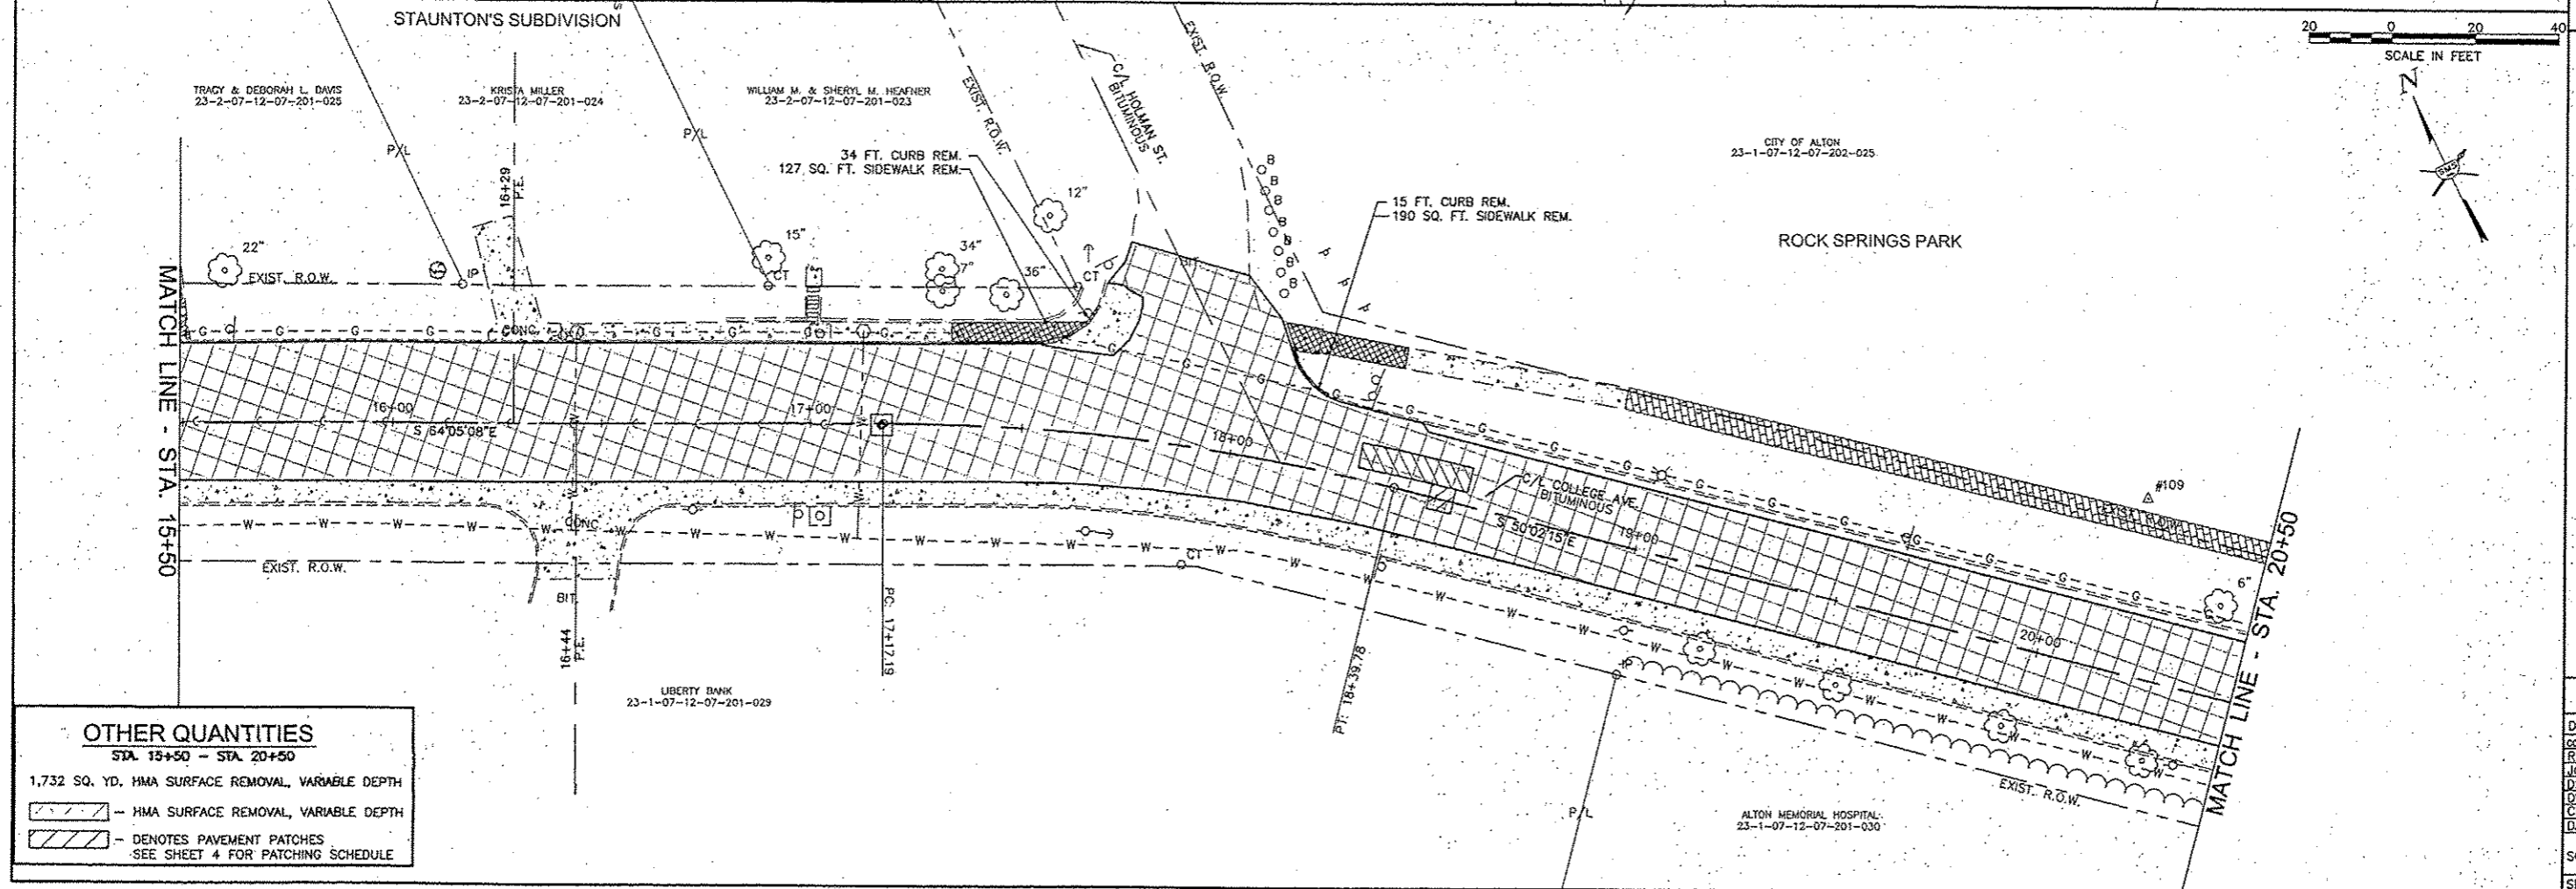 STAUNTON'S SUBDIVISION
20 0 20 40
SCALE IN FEET
N
SMS
TRACY & DEBORAH L. DAVIS
23-2-07-12-07-201-025
KRISTA MILLER
23-2-07-12-07-201-024
WILLIAM M. & SHERYL M. HEAFNER
23-2-07-12-07-201-023
EXIST. R.O.W.
C/L HOLMAN ST.
BITUMINOUS
EXIST. R.O.W.
CITY OF ALTON
23-1-07-12-07-202-025
P/L
P/L
16+29
P.E.
34 FT. CURB REM.
127 SQ. FT. SIDEWALK REM.
12"
15 FT. CURB REM.
190 SQ. FT. SIDEWALK REM.
ROCK SPRINGS PARK
B
B
B
B
B
B
B
22"
EXIST. R.O.W.
IP
15"
CT
34"
7"
36"
CT
BIT.
MATCH LINE - STA. 15+50
G G G G CONC. G G G G G G
16+00
S 64°05'08"E
17+00
18+00
C/L COLLEGE AVE.
BITUMINOUS
S 50°02'15"E
19+00
20+00
#109
EXIST. R.O.W.
6"
MATCH LINE - STA. 20+50
W W W W W CONC. W W W W W W W
CT
EXIST. R.O.W.
BIT.
16+44
P.E.
PC: 17+17.19
PT: 18+39.78
IP
LIBERTY BANK
23-1-07-12-07-201-029
P/L
ALTON MEMORIAL HOSPITAL
23-1-07-12-07-201-030
EXIST. R.O.W.
OTHER QUANTITIES
STA. 15+50 - STA. 20+50
1,732 SQ. YD. HMA SURFACE REMOVAL, VARIABLE DEPTH
- HMA SURFACE REMOVAL, VARIABLE DEPTH
- DENOTES PAVEMENT PATCHES
SEE SHEET 4 FOR PATCHING SCHEDULE